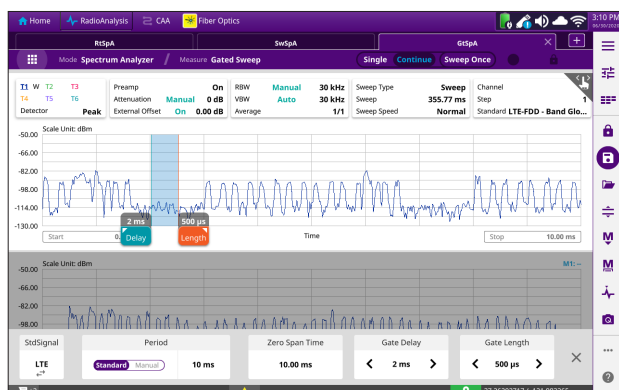 Home RadioAnalysis CAA Fiber Optics 3:10 PM
RtSpA SwSpA GtSpA × +
Mode Spectrum Analyzer / Measure Gated Sweep Single Continue Sweep Once
T1 W T2 T3
T4 T5 T6
Detector Peak
Preamp On
Attenuation Manual 0 dB
External Offset On 0.00 dB
RBW Manual 30 kHz
VBW Auto 30 kHz
Average 1/1
Sweep Type Sweep
Sweep 355.77 ms
Sweep Speed Normal
Channel
Step 1
Standard LTE-FDD - Band Glo...
-50.00 Scale Unit: dBm
-66.00
-82.00
-98.00
-114.00
-130.00
2 ms 500 µs
Delay Length
Start 0. Time Stop 10.00 ms
-50.00 Scale Unit: dBm M1: --
-66.00
-82.00
-98.00
StdSignal Period Zero Span Time Gate Delay Gate Length
LTE Standard Manual 10 ms 10.00 ms < 2 ms > < 500 µs > ×